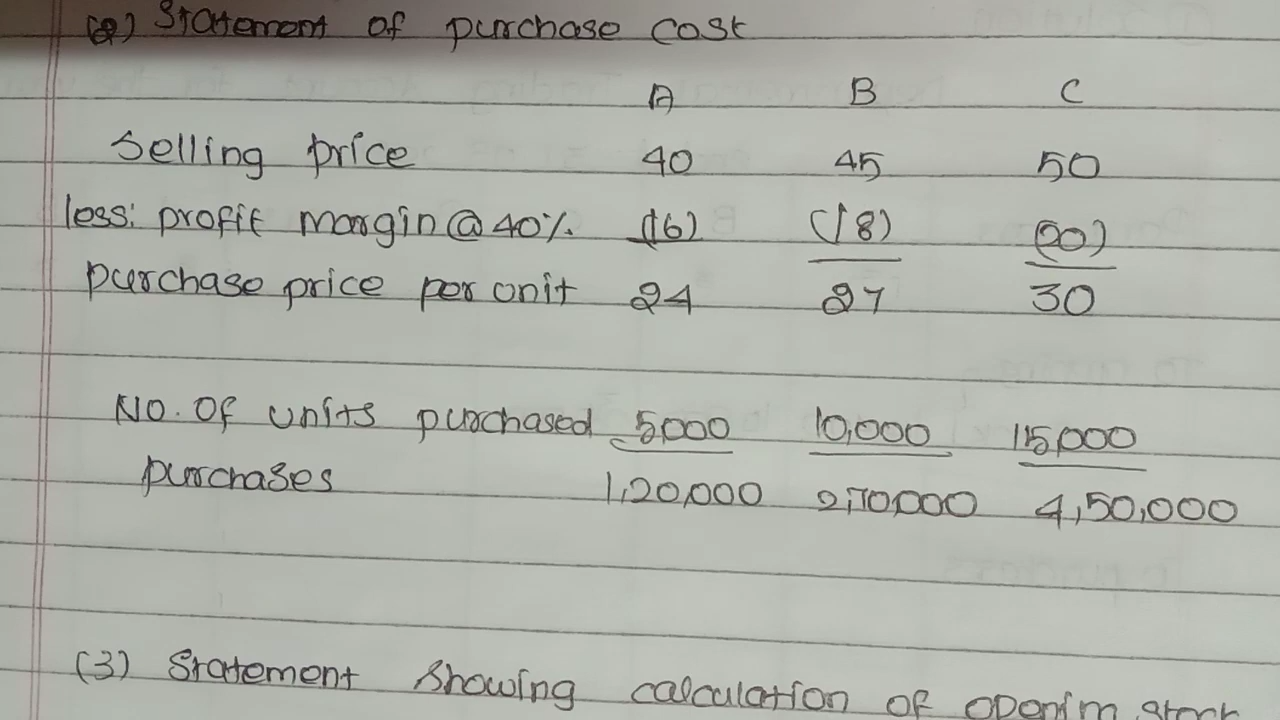 (2) Statement of purchase cost
A B C
Selling price 40 45 50
less: profit margin @ 40% (16) (18) (20)
purchase price per unit 24 27 30
No. Of units purchased 5000 10,000 15,000
purchases 1,20,000 2,70,000 4,50,000
(3) Statement showing calculation of